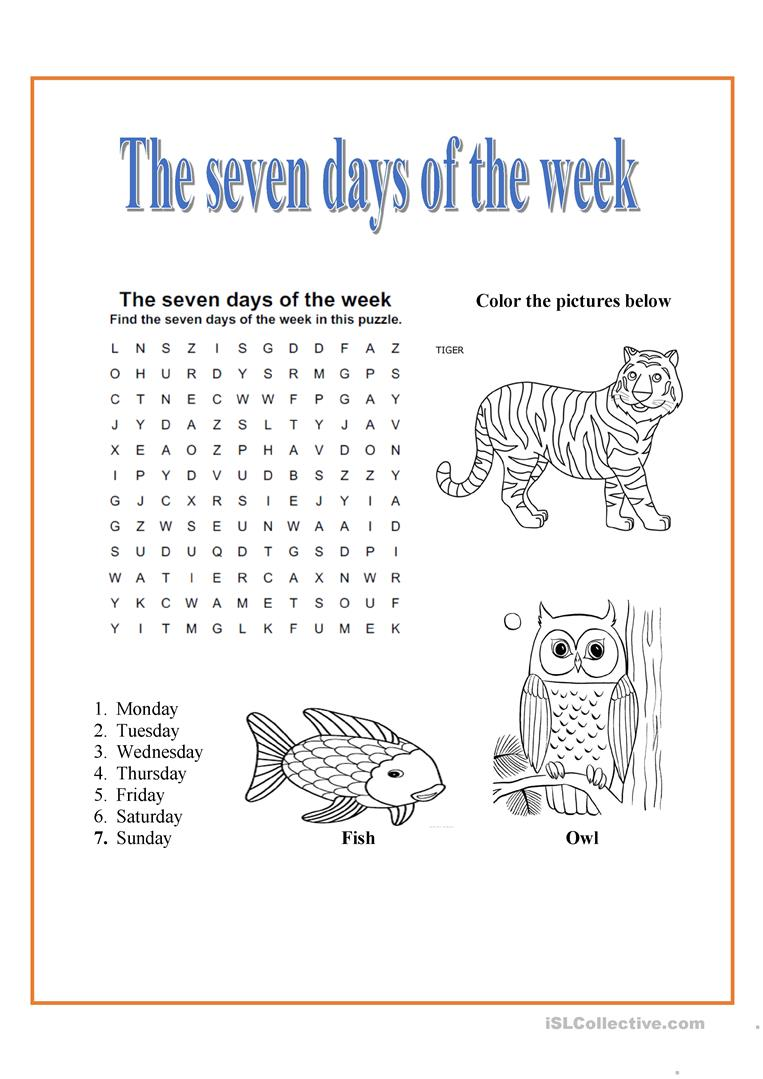 The seven days of the week
The seven days of the week
Find the seven days of the week in this puzzle.
Color the pictures below
L N S Z I S G D D F A Z
O H U R D Y S R M G P S
C T N E C W W F P G A Y
J Y D A Z S L T Y J A V
X E A O Z P H A V D O N
I P Y D V U D B S Z Z Y
G J C X R S I E J Y I A
G Z W S E U N W A A I D
S U D U Q D T G S D P I
W A T I E R C A X N W R
Y K C W A M E T S O U F
Y I T M G L K F U M E K
TIGER
1. Monday
2. Tuesday
3. Wednesday
4. Thursday
5. Friday
6. Saturday
7. Sunday
Fish
Owl
iSLCollective.com